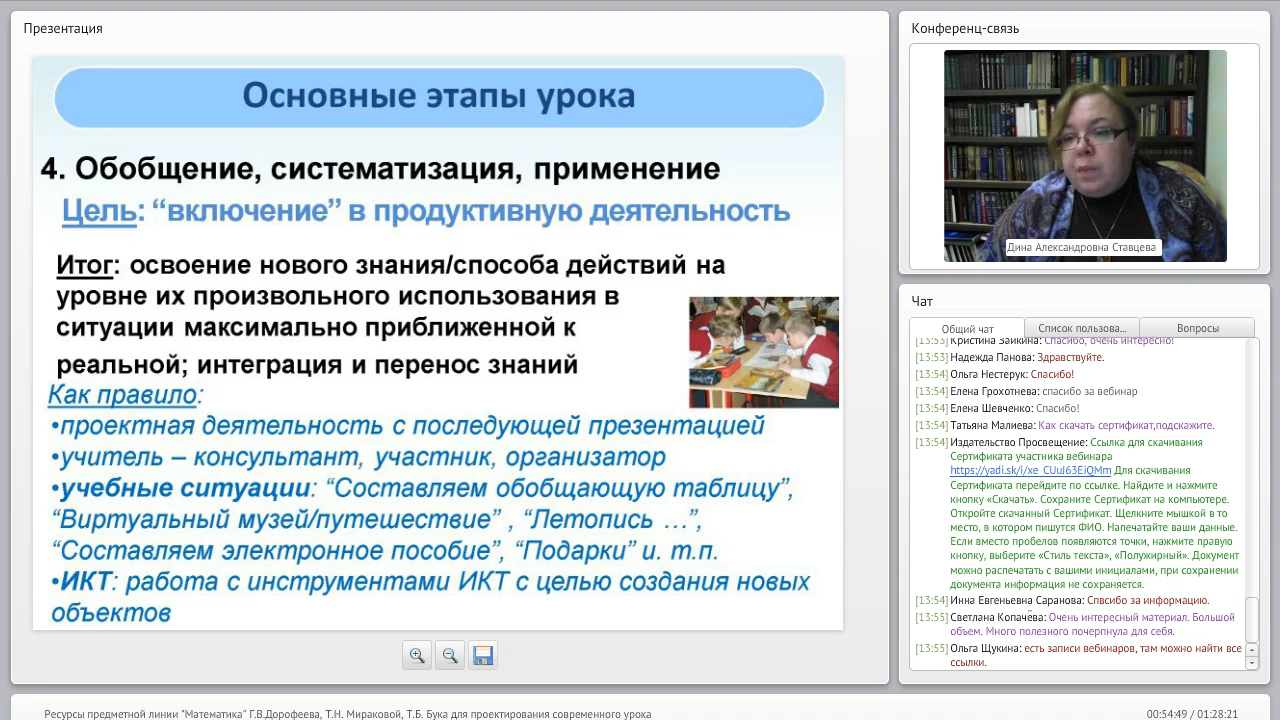 Презентация
Основные этапы урока
4. Обобщение, систематизация, применение
Цель: “включение” в продуктивную деятельность
Итог: освоение нового знания/способа действий на
уровне их произвольного использования в
ситуации максимально приближенной к
реальной; интеграция и перенос знаний
Как правило:
•проектная деятельность с последующей презентацией
•учитель – консультант, участник, организатор
•учебные ситуации: “Составляем обобщающую таблицу”,
“Виртуальный музей/путешествие” , “Летопись …”,
“Составляем электронное пособие”, “Подарки” и. т.п.
•ИКТ: работа с инструментами ИКТ с целью создания новых
объектов
Конференц-связь
Дина Александровна Ставцева
Чат
Общий чат
Список пользова...
Вопросы
[13:53] Кристина Заикина: Спасибо, очень интересно!
[13:53] Надежда Панова: Здравствуйте.
[13:54] Ольга Нестерук: Спасибо!
[13:54] Елена Грохотнева: спасибо за вебинар
[13:54] Елена Шевченко: Спасибо!
[13:54] Татьяна Малиева: Как скачать сертификат,подскажите.
[13:54] Издательство Просвещение: Ссылка для скачивания
Сертификата участника вебинара
https://yadi.sk/i/xe_CUuJ63EiQMm Для скачивания
Сертификата перейдите по ссылке. Найдите и нажмите
кнопку «Скачать». Сохраните Сертификат на компьютере.
Откройте скачанный Сертификат. Щелкните мышкой в то
место, в котором пишутся ФИО. Напечатайте ваши данные.
Если вместо пробелов появляются точки, нажмите правую
кнопку, выберите «Стиль текста», «Полужирный». Документ
можно распечатать с вашими инициалами, при сохранении
документа информация не сохраняется.
[13:54] Инна Евгеньевна Саранова: Спвсибо за информацию.
[13:55] Светлана Копачёва: Очень интересный материал. Большой
объем. Много полезного почерпнула для себя.
[13:55] Ольга Щукина: есть записи вебинаров, там можно найти все
ссылки.
Ресурсы предметной линии "Математика" Г.В.Дорофеева, Т.Н. Мираковой, Т.Б. Бука для проектирования современного урока
00:54:49 / 01:28:21